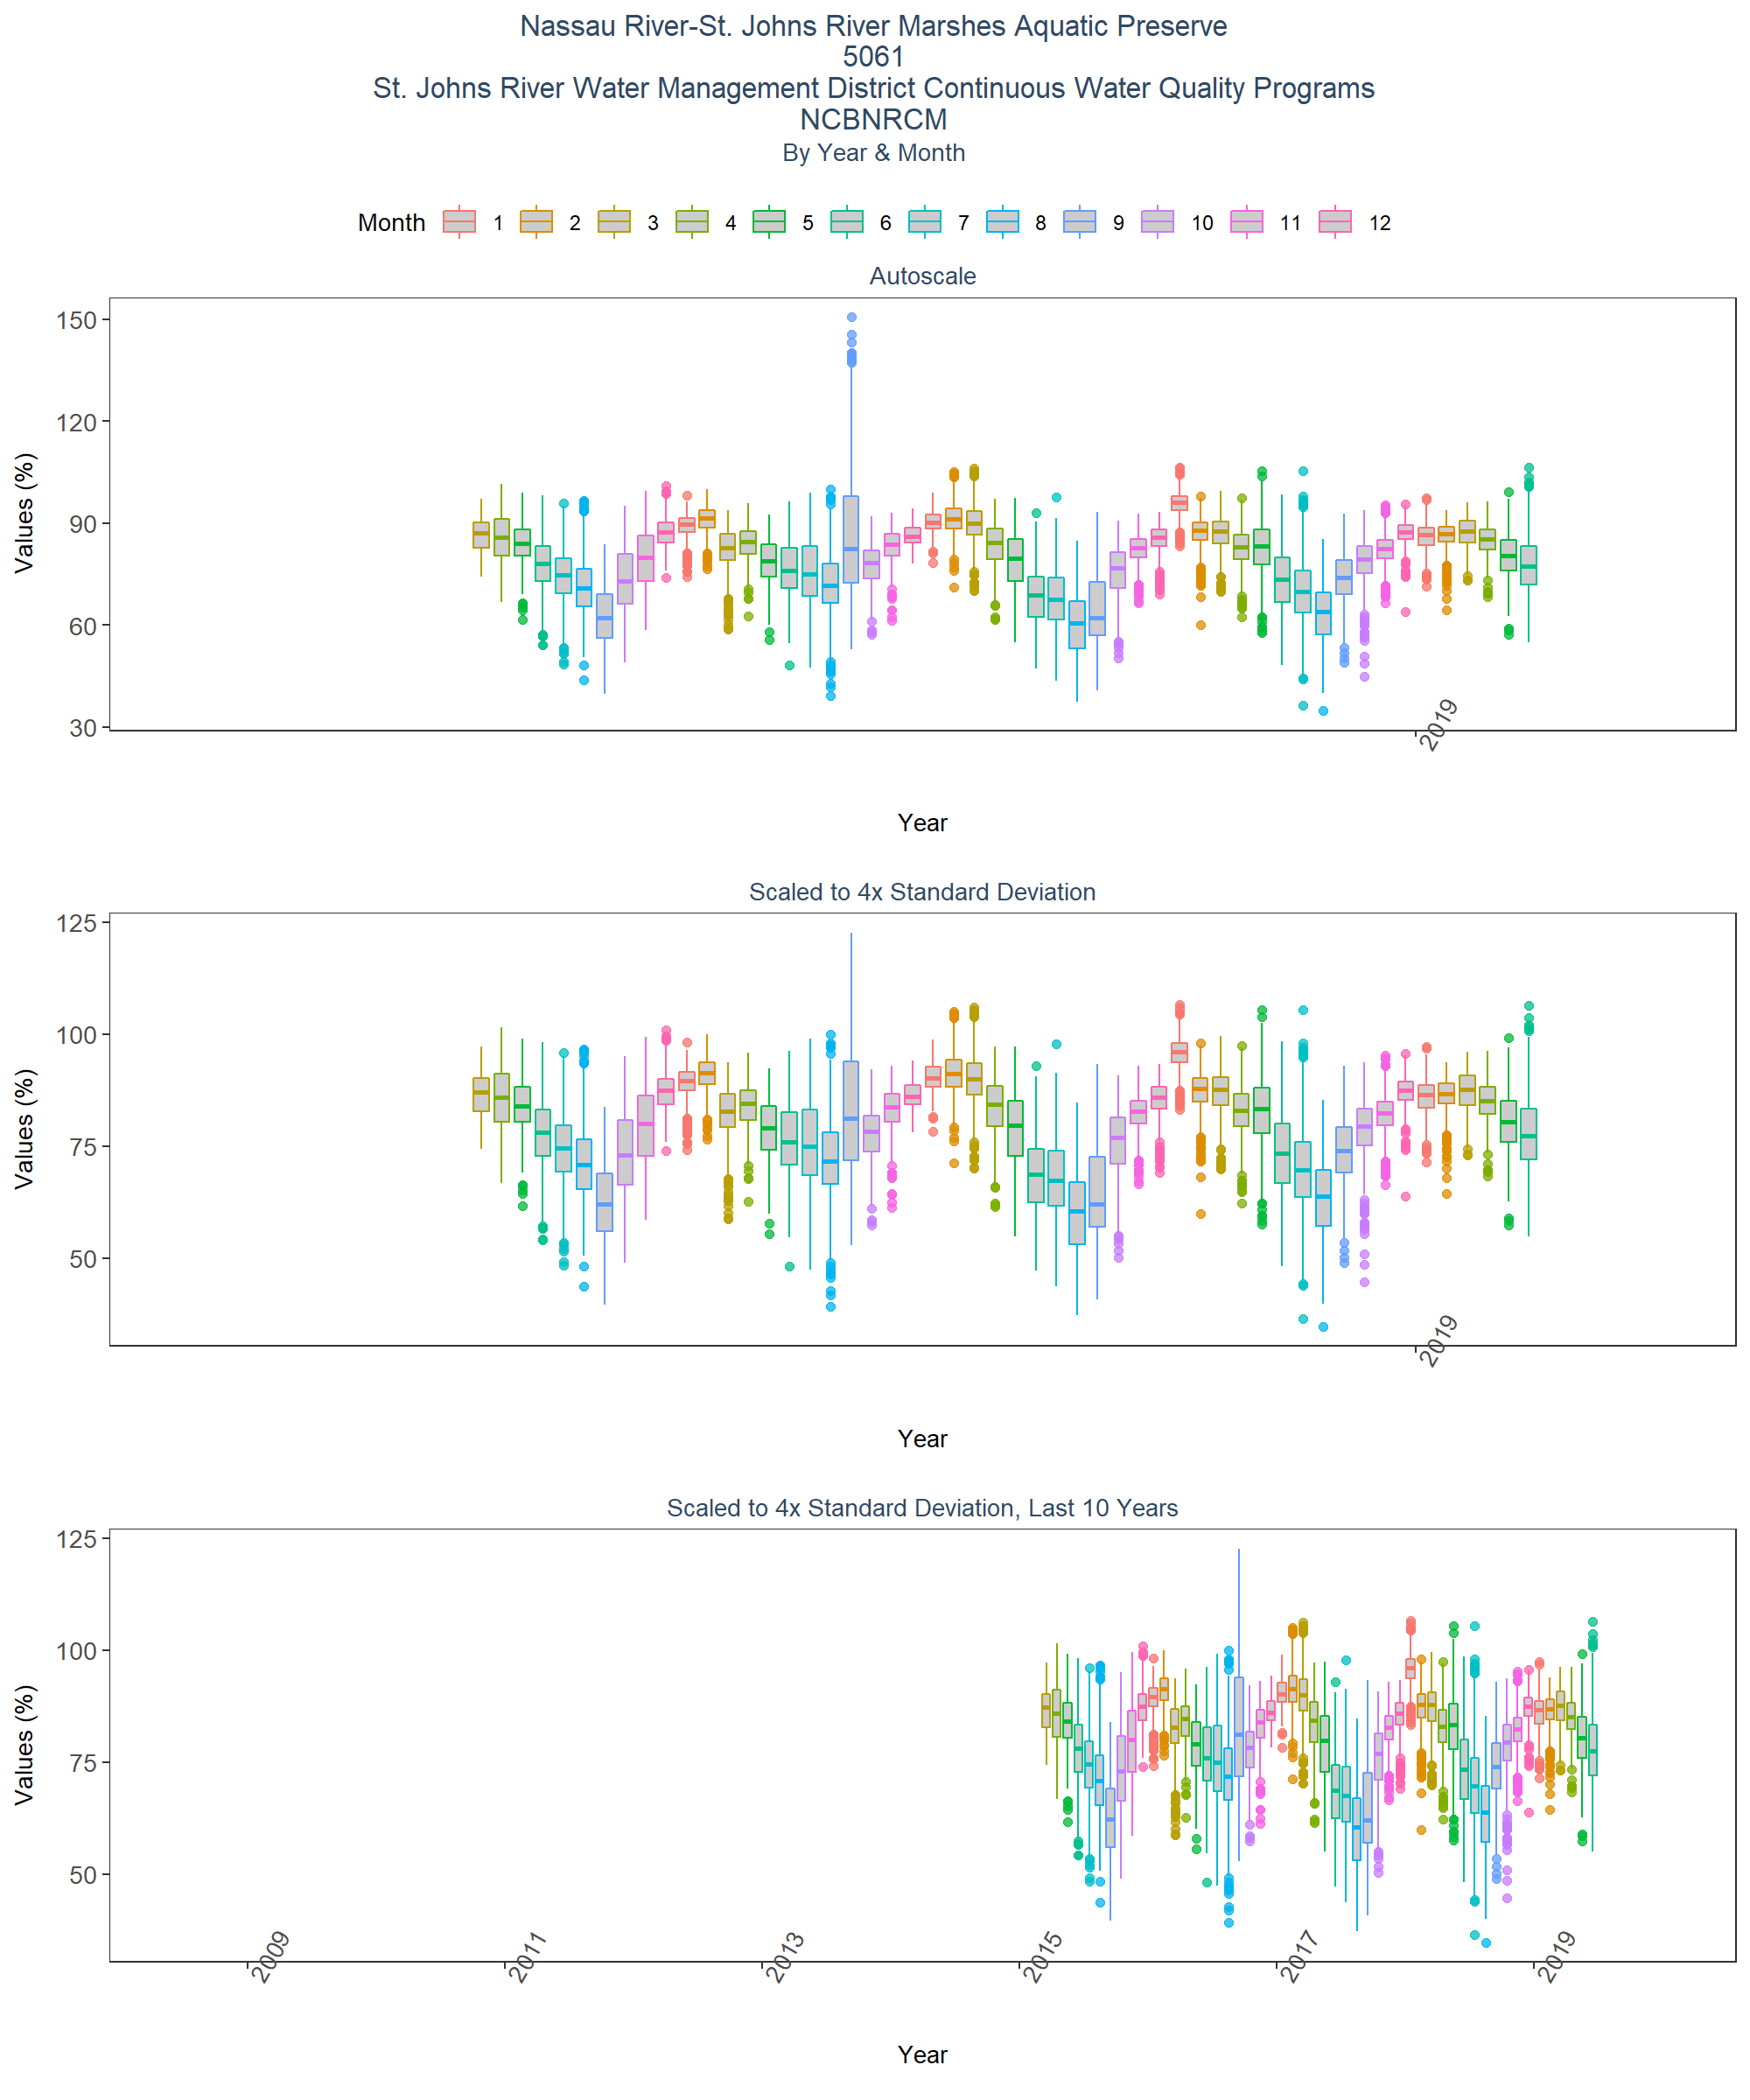 Nassau River-St. Johns River Marshes Aquatic Preserve
5061
St. Johns River Water Management District Continuous Water Quality Programs
NCBNRCM
By Year & Month
Month 1 2 3 4 5 6 7 8 9 10 11 12
Autoscale
Values (%)
150
120
90
60
30
2019
Year
Scaled to 4x Standard Deviation
Values (%)
125
100
75
50
2019
Year
Scaled to 4x Standard Deviation, Last 10 Years
Values (%)
125
100
75
50
2009 2011 2013 2015 2017 2019
Year